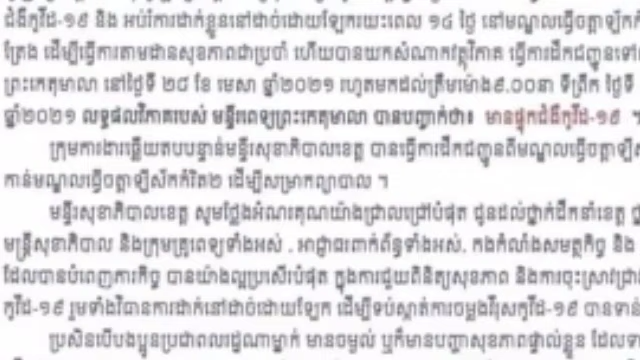 ជំងឺកូវីដ-១៩ និង អប់រំការដាក់ខ្លួននៅដាច់ដោយឡែករយៈពេល ១៤ ថ្ងៃ នៅមណ្ឌលធ្វើចត្តាឡីស័ក
ត្រែង ដើម្បីធ្វើការតាមដានសុខភាពជាប្រចាំ ហើយបានយកសំណាកវត្ថុវិភាគ ធ្វើការដឹកជញ្ជូនទៅ
ព្រះកេតុមាលា នៅថ្ងៃទី ២៨ ខែ មេសា ឆ្នាំ២០២១ រហូតមកដល់ត្រឹមម៉ោង៩.០០នា ទីព្រឹក ថ្ងៃទី
ឆ្នាំ២០២១ លទ្ធផលវិភាគរបស់ មន្ទីរពេទ្យព្រះកេតុមាលា បានបញ្ជាក់ថា៖ មានផ្ទុកជំងឺកូវីដ-១៩ ។
ក្រុមការងារឆ្លើយតបបន្ទាន់មន្ទីរសុខាភិបាលខេត្ត បានធ្វើការដឹកជញ្ជូនពីមណ្ឌលធ្វើចត្តាឡីស
កាន់មណ្ឌលធ្វើចត្តាឡីស័កកំរិត២ ដើម្បីសម្រាកព្យាបាល ។
មន្ទីរសុខាភិបាលខេត្ត សូមថ្លែងអំណរគុណយ៉ាងជ្រាលជ្រៅបំផុត ជូនដល់ថ្នាក់ដឹកនាំខេត្ត
មន្ត្រីសុខាភិបាល និងក្រុមគ្រូពេទ្យទាំងអស់ , អាជ្ញាធរពាក់ព័ន្ធទាំងអស់, កងកំលាំងសមត្ថកិច្ច និង
ដែលបានបំពេញភារកិច្ច បានយ៉ាងល្អប្រសើរបំផុត ក្នុងការជួយពិនិត្យសុខភាព និងការចុះស្រាវជ្រាវ
កូវីដ-១៩ រួមទាំងវិធានការដាក់នៅដាច់ដោយឡែក ដើម្បីទប់ស្កាត់ការចម្លងវីរុសកូវីដ-១៩ បានទាន់
ប្រសិនបើបងប្អូនប្រជាពលរដ្ឋណាម្នាក់ មានចម្ងល់ ឬក៏មានបញ្ហាសុខភាពផ្ទាល់ខ្លួន ដែលទា